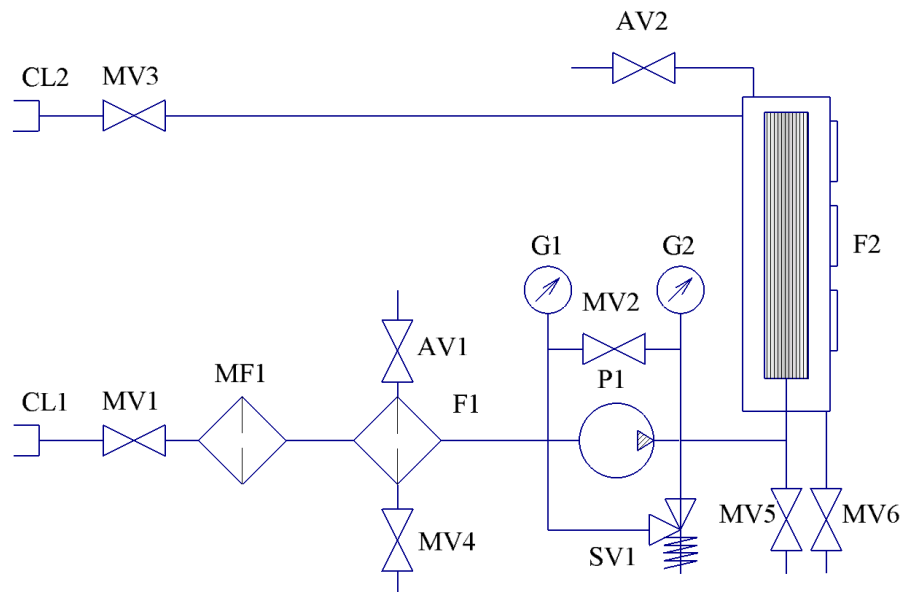 AV2
CL2 MV3
G1 G2 F2
MV2
AV1
MF1 P1
CL1 MV1 F1
MV5 MV6
MV4 SV1